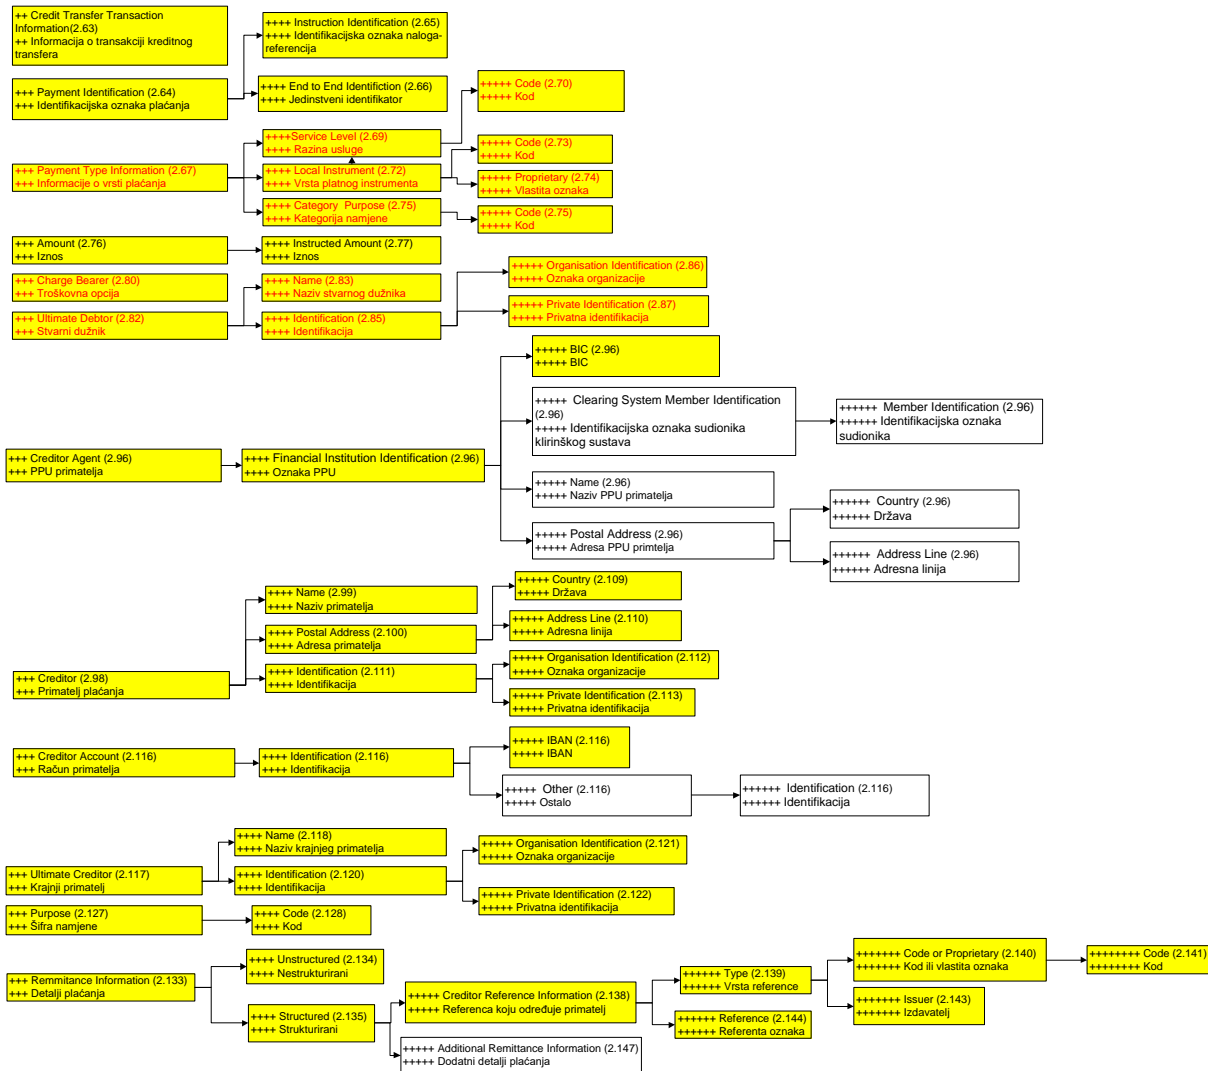 ++ Credit Transfer Transaction
Information(2.63)
++ Informacija o transakciji kreditnog
transfera
++++ Instruction Identification (2.65)
++++ Identifikacijska oznaka naloga-
referencija
+++ Payment Identification (2.64)
+++ Identifikacijska oznaka plaćanja
++++ End to End Identifiction (2.66)
++++ Jedinstveni identifikator
+++++ Code (2.70)
+++++ Kod
++++Service Level (2.69)
++++ Razina usluge
+++++ Code (2.73)
+++++ Kod
+++ Payment Type Information (2.67)
+++ Informacije o vrsti plaćanja
++++ Local Instrument (2.72)
++++ Vrsta platnog instrumenta
+++++ Proprietary (2.74)
+++++ Vlastita oznaka
++++ Category  Purpose (2.75)
++++ Kategorija namjene
+++++ Code (2.75)
+++++ Kod
+++ Amount (2.76)
+++ Iznos
++++ Instructed Amount (2.77)
++++ Iznos
+++ Charge Bearer (2.80)
+++ Troškovna opcija
++++ Name (2.83)
++++ Naziv stvarnog dužnika
+++++ Organisation Identification (2.86)
+++++ Oznaka organizacije
+++ Ultimate Debtor (2.82)
+++ Stvarni dužnik
++++ Identification (2.85)
++++ Identifikacija
+++++ Private Identification (2.87)
+++++ Privatna identifikacija
+++++ BIC (2.96)
+++++ BIC
+++++  Clearing System Member Identification
(2.96)
+++++ Identifikacijska oznaka sudionika
klirinškog sustava
++++++  Member Identification (2.96)
++++++ Identifikacijska oznaka
sudionika
+++ Creditor Agent (2.96)
+++ PPU primatelja
++++ Financial Institution Identification (2.96)
++++ Oznaka PPU
+++++ Name (2.96)
+++++ Naziv PPU primatelja
+++++ Postal Address (2.96)
+++++ Adresa PPU primtelja
++++++  Country (2.96)
++++++ Država
++++++  Address Line (2.96)
++++++ Adresna linija
++++ Name (2.99)
++++ Naziv primatelja
+++++ Country (2.109)
+++++ Država
++++ Postal Address (2.100)
++++ Adresa primatelja
+++++ Address Line (2.110)
+++++ Adresna linija
+++ Creditor (2.98)
+++ Primatelj plaćanja
++++ Identification (2.111)
++++ Identifikacija
+++++ Organisation Identification (2.112)
+++++ Oznaka organizacije
+++++ Private Identification (2.113)
+++++ Privatna identifikacija
+++ Creditor Account (2.116)
+++ Račun primatelja
++++ Identification (2.116)
++++ Identifikacija
+++++ IBAN (2.116)
+++++ IBAN
+++++  Other (2.116)
+++++ Ostalo
++++++  Identification (2.116)
++++++ Identifikacija
++++ Name (2.118)
++++ Naziv krajnjeg primatelja
+++++ Organisation Identification (2.121)
+++++ Oznaka organizacije
+++ Ultimate Creditor (2.117)
+++ Krajnji primatelj
++++ Identification (2.120)
++++ Identifikacija
+++++ Private Identification (2.122)
+++++ Privatna identifikacija
+++ Purpose (2.127)
+++ Šifra namjene
++++ Code (2.128)
++++ Kod
+++ Remmitance Information (2.133)
+++ Detalji plaćanja
++++ Unstructured (2.134)
++++ Nestrukturirani
++++ Structured (2.135)
++++ Strukturirani
+++++ Creditor Reference Information (2.138)
+++++ Referenca koju određuje primatelj
++++++ Type (2.139)
++++++ Vrsta reference
+++++++ Code or Proprietary (2.140)
+++++++ Kod ili vlastita oznaka
++++++++ Code (2.141)
++++++++ Kod
+++++++ Issuer (2.143)
+++++++ Izdavatelj
++++++ Reference (2.144)
++++++ Referenta oznaka
+++++ Additional Remittance Information (2.147)
+++++ Dodatni detalji plaćanja